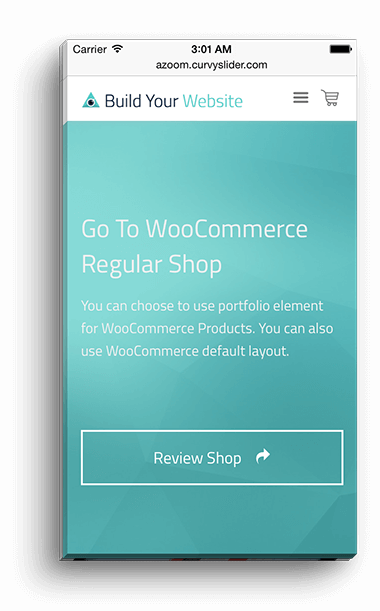 Carrier 3:01 AM
azoom.curvyslider.com
Build Your Website
Go To WooCommerce
Regular Shop
You can choose to use portfolio element
for WooCommerce Products. You can also
use WooCommerce default layout.
Review Shop